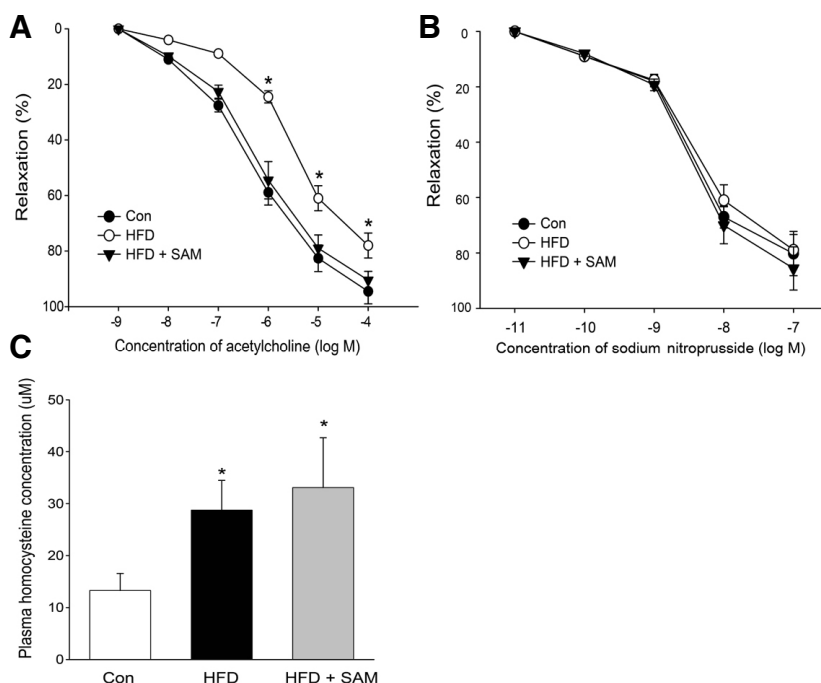 A
0
20
40
60
80
100
Relaxation (%)
*
*
*
Con
HFD
HFD + SAM
-9 -8 -7 -6 -5 -4
Concentration of acetylcholine (log M)
B
0
20
40
60
80
100
Relaxation (%)
Con
HFD
HFD + SAM
-11 -10 -9 -8 -7
Concentration of sodium nitroprusside (log M)
C
50
40
30
20
10
0
Plasma homocysteine concentration (uM)
*
*
Con HFD HFD + SAM